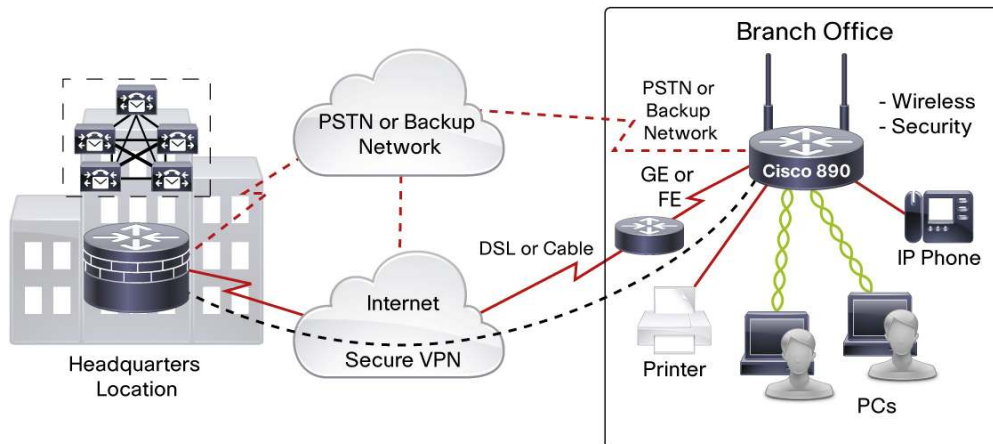 Branch Office
PSTN or Backup
Network
PSTN or
Backup
Network
- Wireless
- Security
Cisco 890
GE or
FE
DSL or Cable
IP Phone
Internet
Secure VPN
Headquarters
Location
Printer
PCs